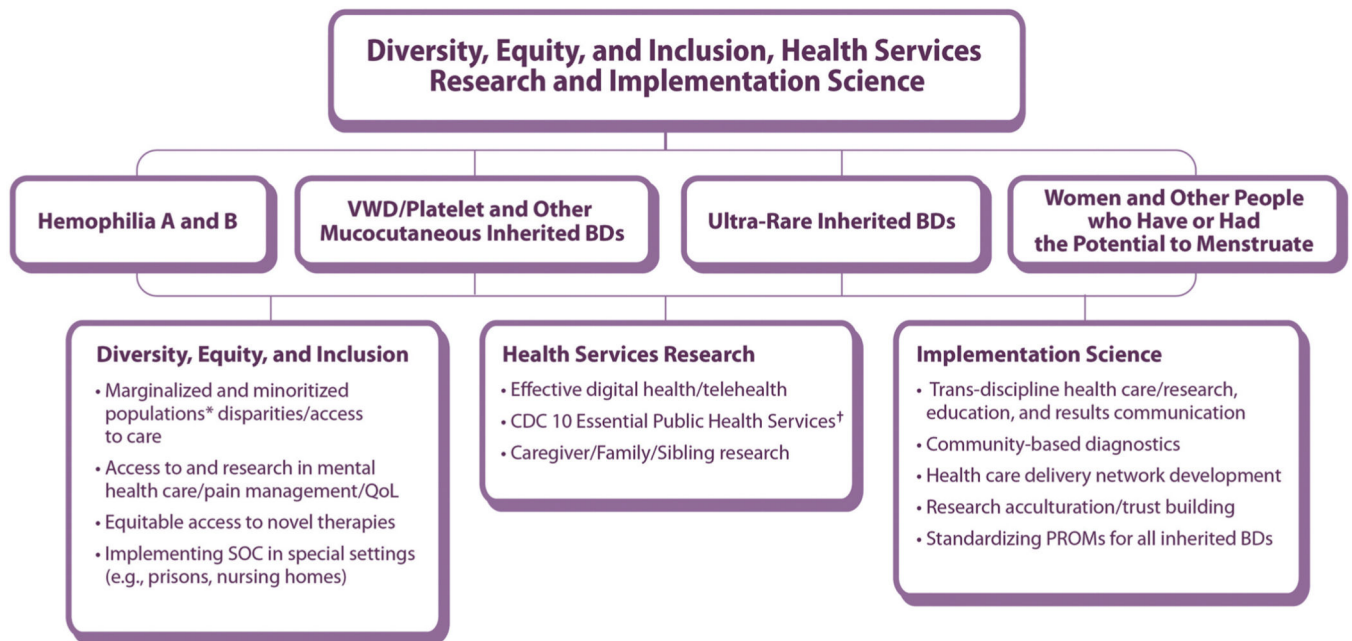 Diversity, Equity, and Inclusion, Health Services
Research and Implementation Science
Hemophilia A and B
VWD/Platelet and Other
Mucocutaneous Inherited BDs
Ultra-Rare Inherited BDs
Women and Other People
who Have or Had
the Potential to Menstruate
Diversity, Equity, and Inclusion
• Marginalized and minoritized
populations* disparities/access
to care
• Access to and research in mental
health care/pain management/QoL
• Equitable access to novel therapies
• Implementing SOC in special settings
(e.g., prisons, nursing homes)
Health Services Research
• Effective digital health/telehealth
• CDC 10 Essential Public Health Services†
• Caregiver/Family/Sibling research
Implementation Science
• Trans-discipline health care/research,
education, and results communication
• Community-based diagnostics
• Health care delivery network development
• Research acculturation/trust building
• Standardizing PROMs for all inherited BDs